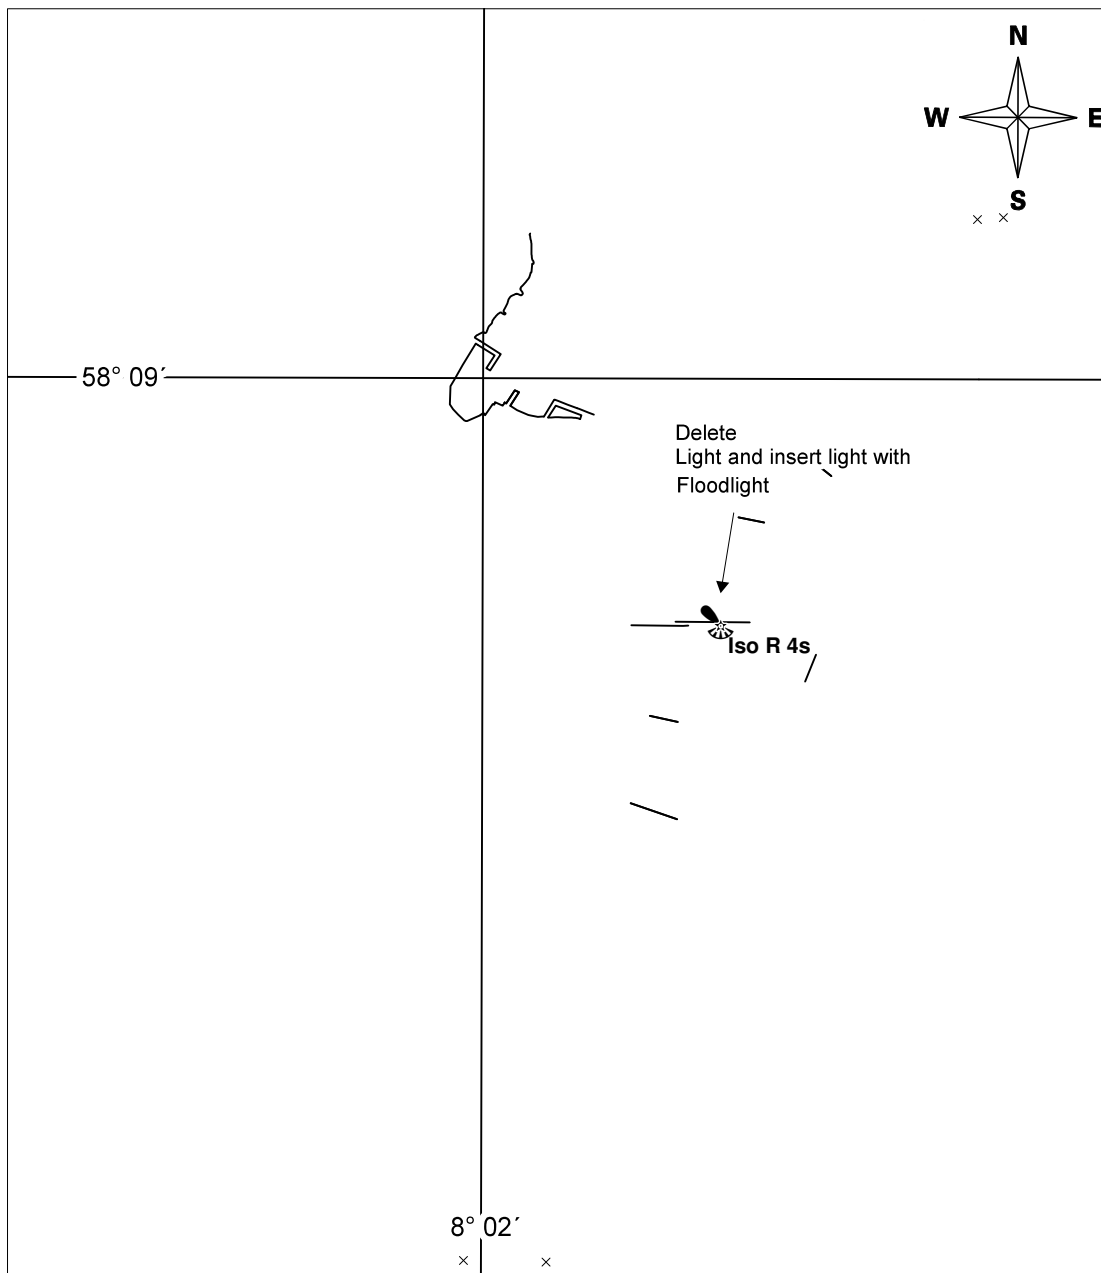 N
W E
S
58° 09´
Delete
Light and insert light with
Floodlight
Iso R 4s
8° 02´